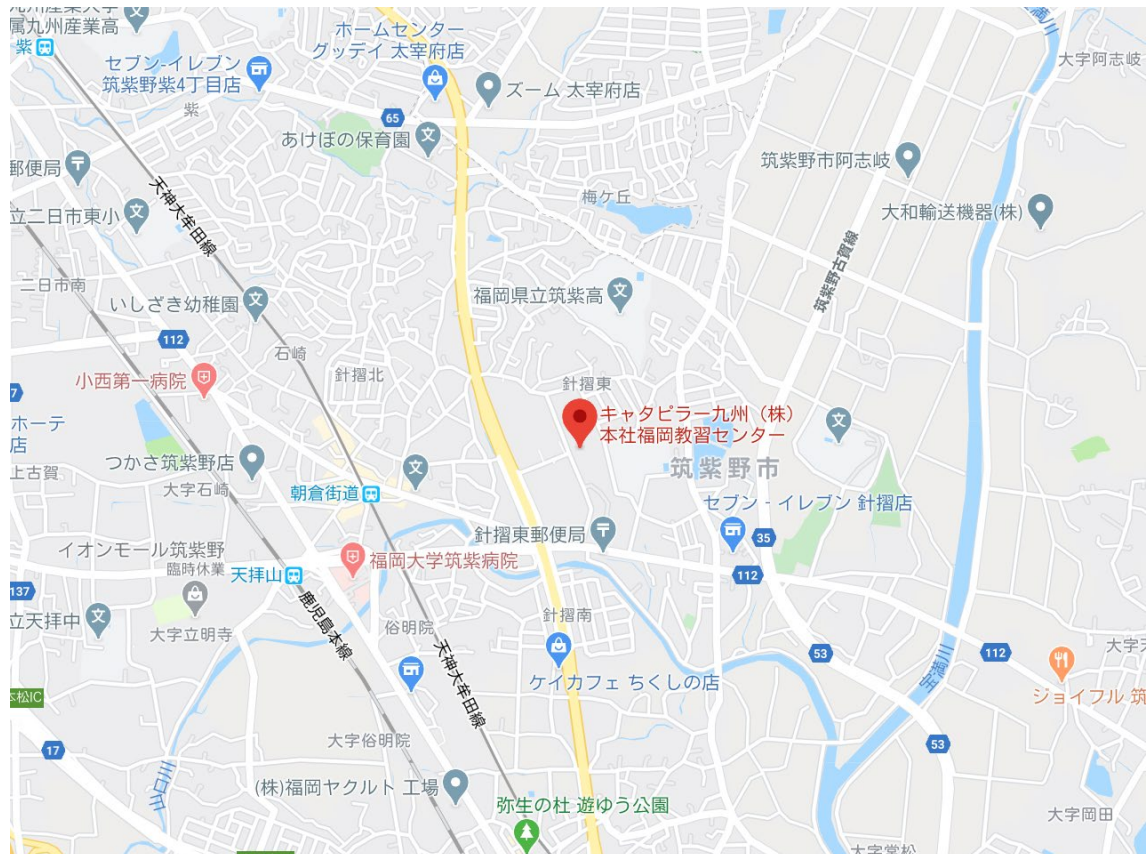 属九州産業高
紫
セブン-イレブン
筑紫野紫4丁目店
紫
ホームセンター
グッデイ 太宰府店
ズーム 太宰府店
65
宝満川
大字阿志岐
あけぼの保育園
郵便局
天神大牟田線
筑紫野市阿志岐
梅ケ丘
大和輸送機器(株)
立二日市東小
筑紫野古賀線
二日市南
いしざき幼稚園
福岡県立筑紫高
112
石崎
針摺北
小西第一病院
針摺東
キャタピラー九州（株）
本社福岡教習センター
ホーテ
店
上古賀
つかさ筑紫野店
大字石崎
筑紫野市
朝倉街道
セブン‐イレブン 針摺店
針摺東郵便局
35
イオンモール筑紫野
臨時休業
福岡大学筑紫病院
天拝山
112
137
立天拝中
大字立明寺
鹿児島本線
俗明院
針摺南
天神大牟田線
53
112
宝満川
ケイカフェ ちくしの店
ジョイフル 筑
松IC
17
大字俗明院
53
山口川
(株)福岡ヤクルト 工場
弥生の杜 遊ゆう公園
大字岡田
大字常松